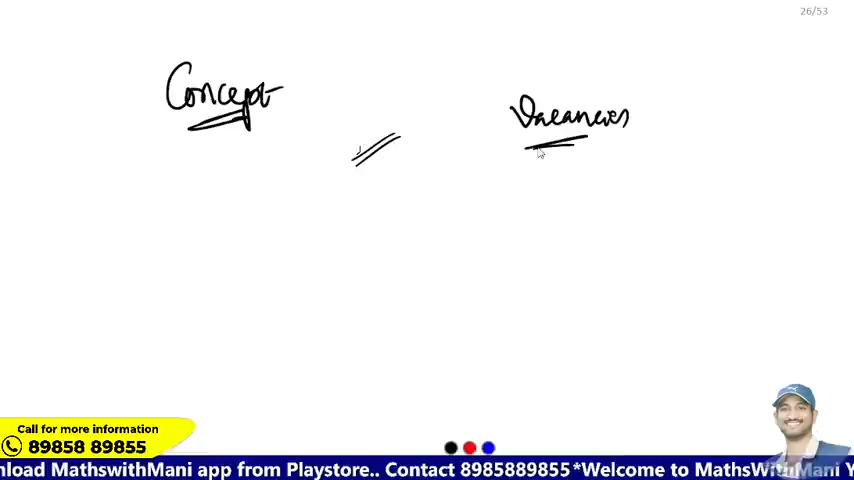 26/53
Concept
Vacancies
Call for more information
89858 89855
nload MathswithMani app from Playstore.. Contact 8985889855*Welcome to MathsWithMani Y